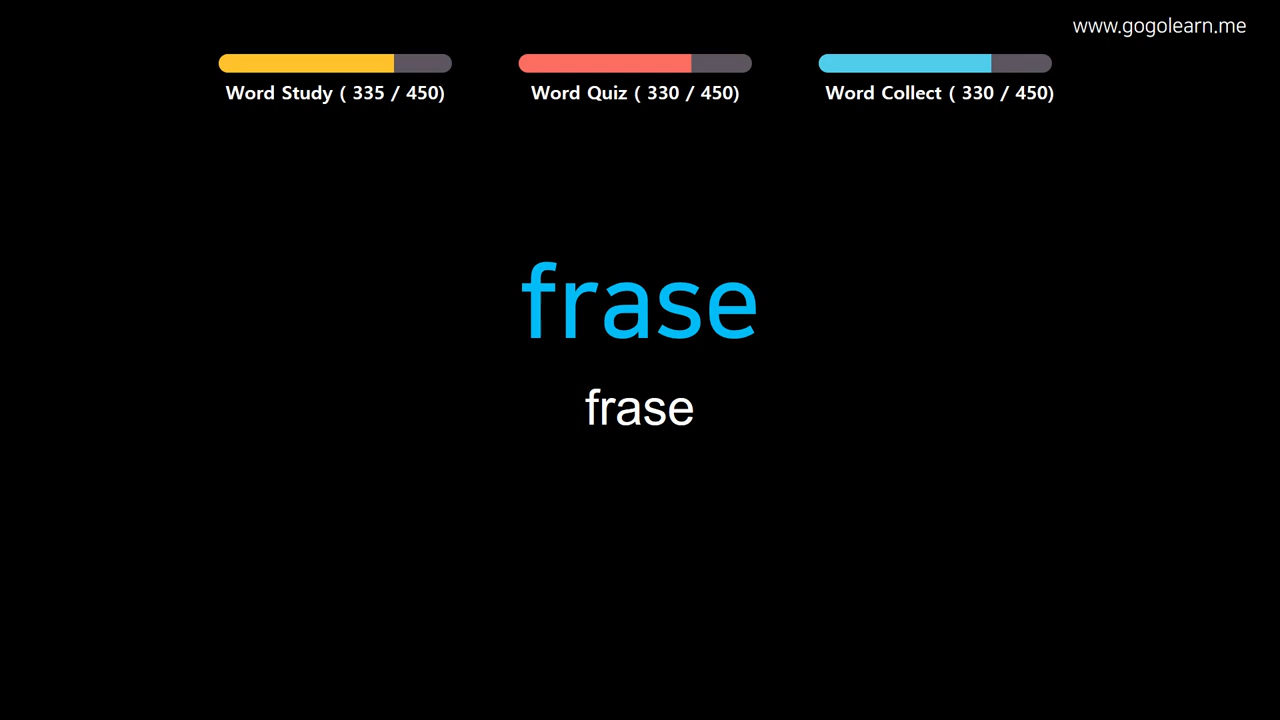 www.gogolearn.me
Word Study ( 335 / 450)
Word Quiz ( 330 / 450)
Word Collect ( 330 / 450)
frase
frase